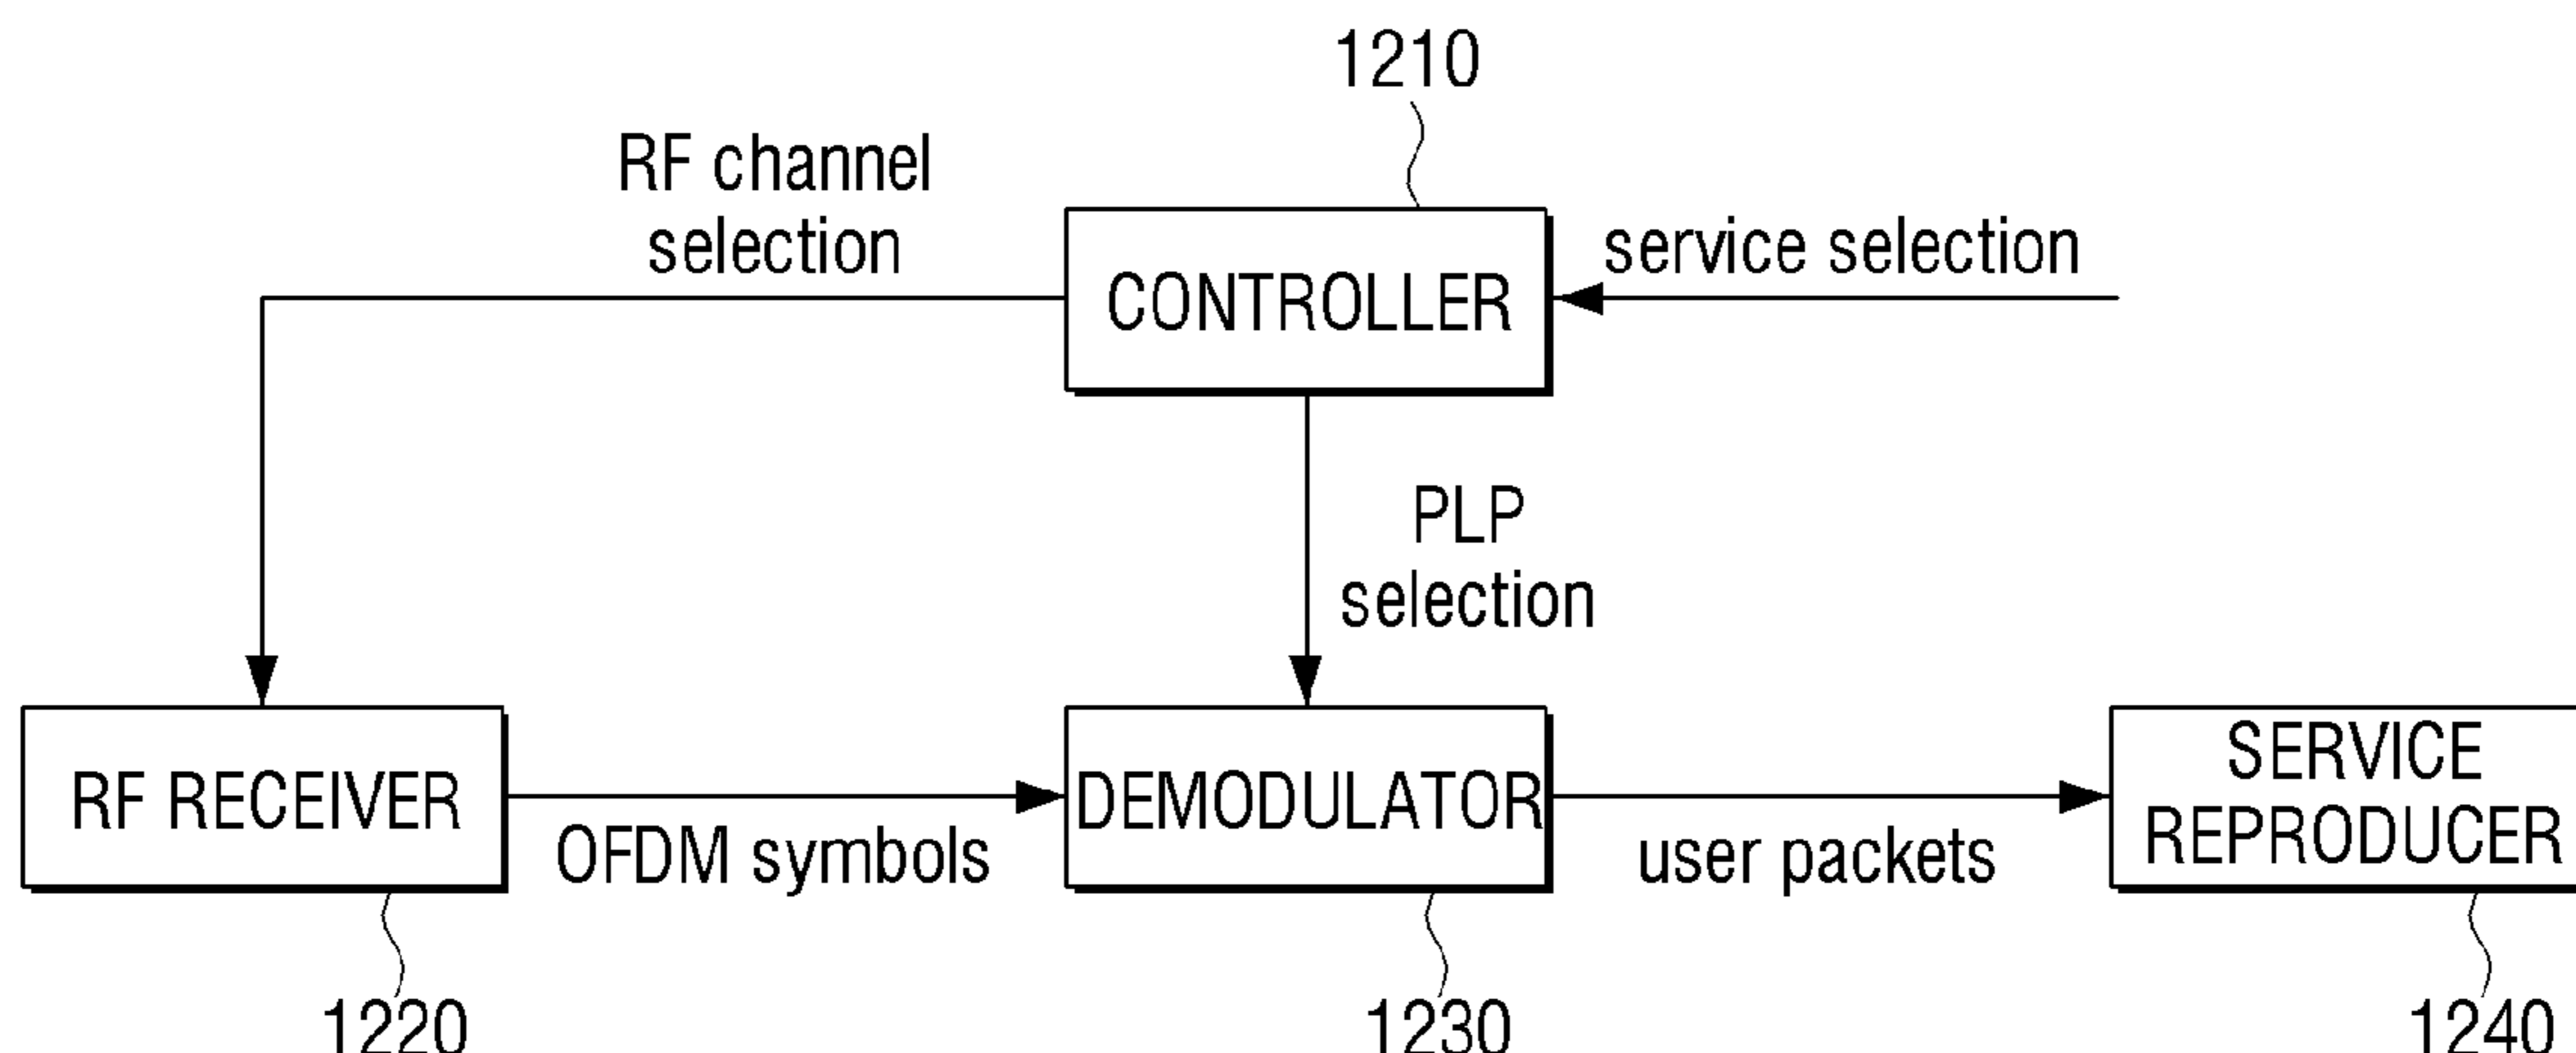 1210
RF channel
selection
CONTROLLER
service selection
PLP
selection
RF RECEIVER
OFDM symbols
DEMODULATOR
user packets
SERVICE
REPRODUCER
1220
1230
1240